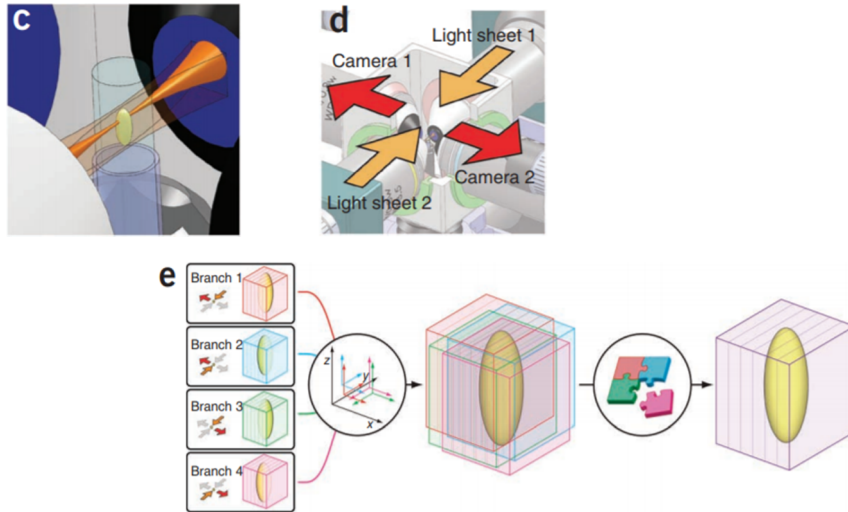 c
d
Light sheet 1
Camera 1
Camera 2
Light sheet 2
e
Branch 1
Branch 2
Branch 3
Branch 4
z
y
x